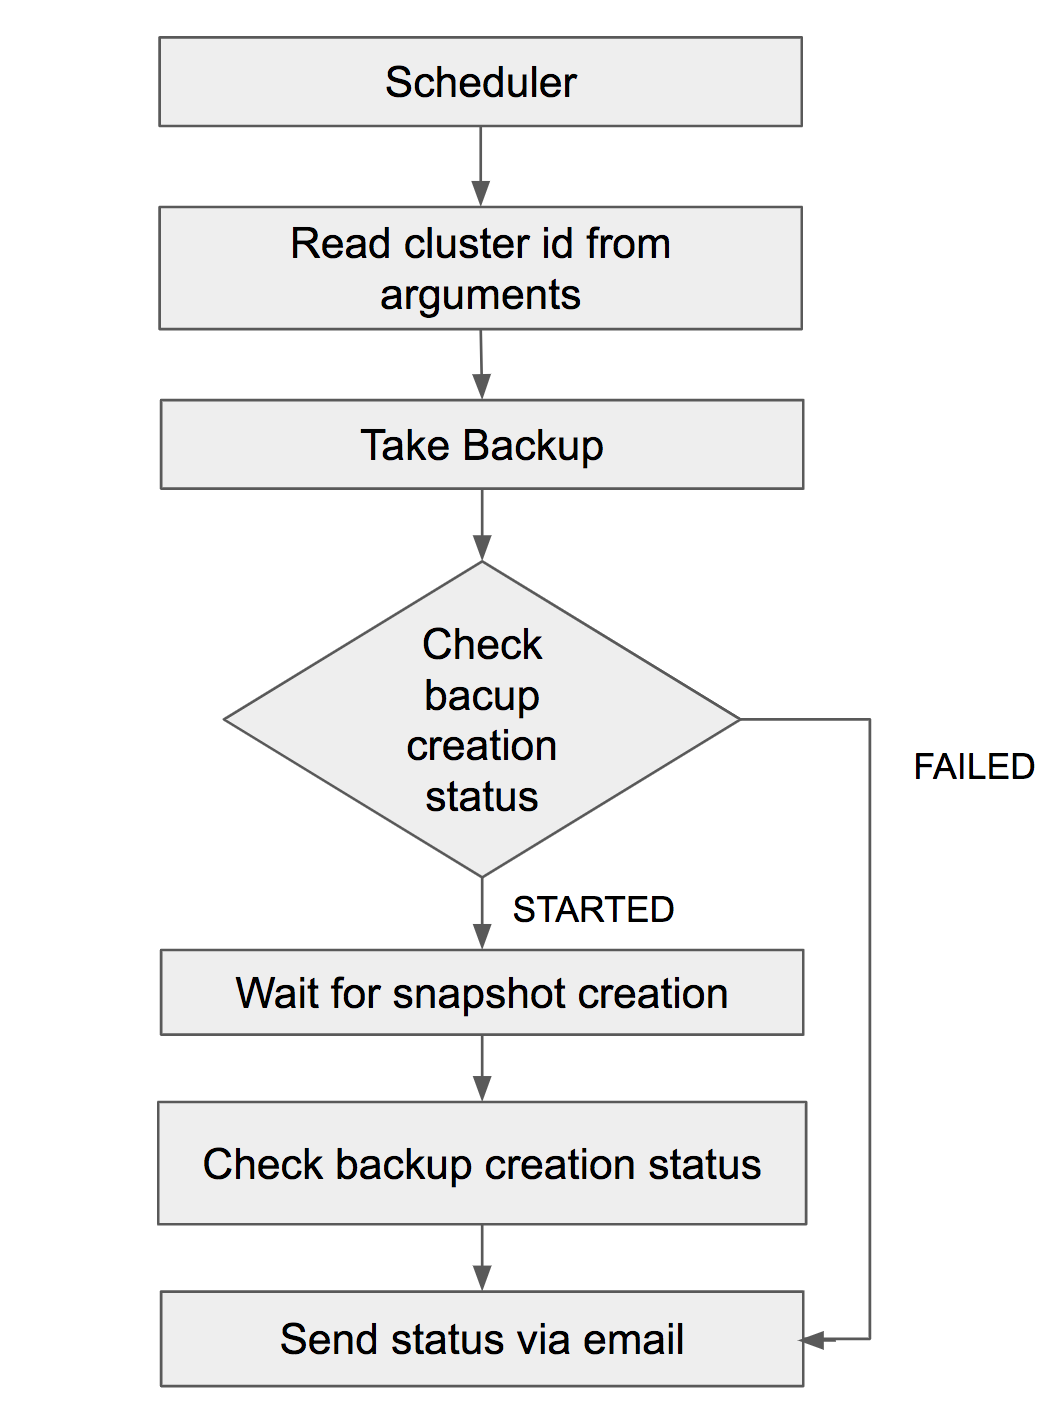 Scheduler
Read cluster id from
arguments
Take Backup
Check
bacup
creation
status
FAILED
STARTED
Wait for snapshot creation
Check backup creation status
Send status via email